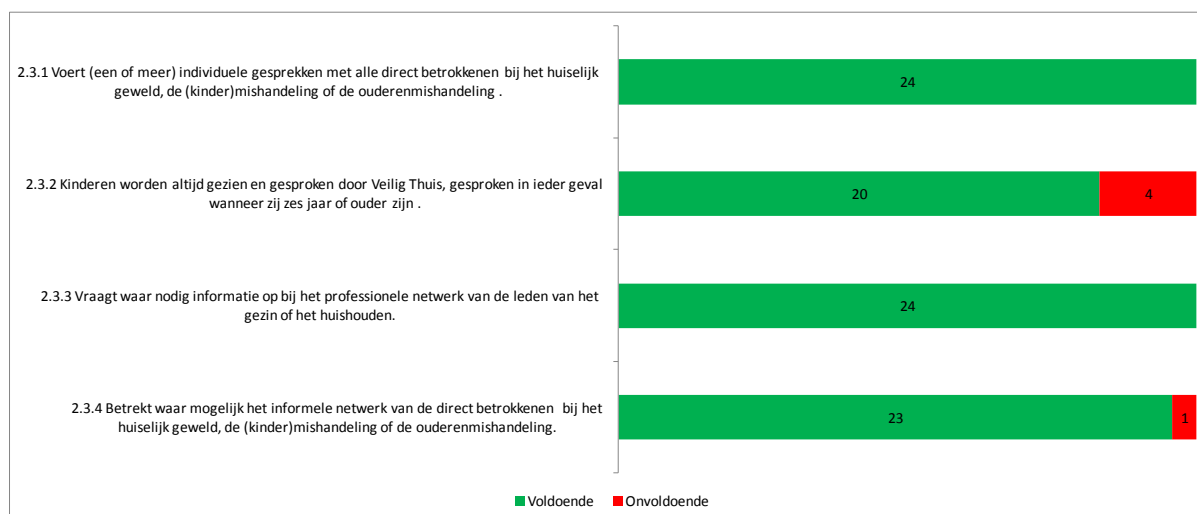 2.3.1 Voert (een of meer) individuele gesprekken met alle direct betrokkenen bij het huiselijk
geweld, de (kinder)mishandeling of de ouderenmishandeling .
24
2.3.2 Kinderen worden altijd gezien en gesproken door Veilig Thuis, gesproken in ieder geval
wanneer zij zes jaar of ouder zijn .
20
4
2.3.3 Vraagt waar nodig informatie op bij het professionele netwerk van de leden van het
gezin of het huishouden.
24
2.3.4 Betrekt waar mogelijk het informele netwerk van de direct betrokkenen bij het
huiselijk geweld, de (kinder)mishandeling of de ouderenmishandeling.
23
1
Voldoende
Onvoldoende